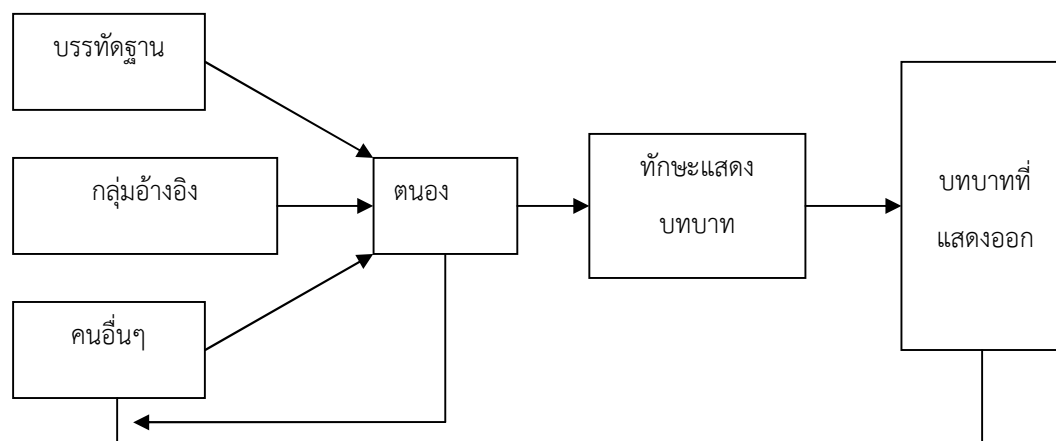 บรรทัดฐาน
กลุ่มอ้างอิง
คนอื่นๆ
ตนอง
ทักษะแสดง
บทบาท
บทบาทที่
แสดงออก